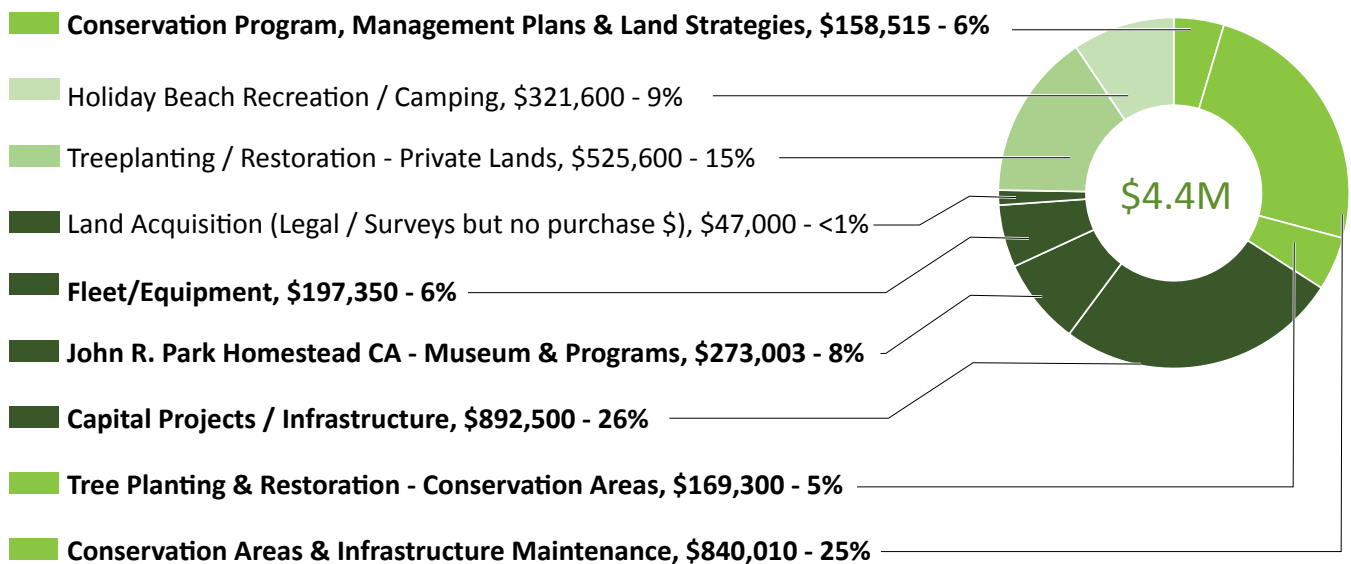 Conservation Program, Management Plans & Land Strategies, $158,515 - 6%
Holiday Beach Recreation / Camping, $321,600 - 9%
Treeplanting / Restoration - Private Lands, $525,600 - 15%
Land Acquisition (Legal / Surveys but no purchase $), $47,000 - <1%
Fleet/Equipment, $197,350 - 6%
John R. Park Homestead CA - Museum & Programs, $273,003 - 8%
Capital Projects / Infrastructure, $892,500 - 26%
Tree Planting & Restoration - Conservation Areas, $169,300 - 5%
Conservation Areas & Infrastructure Maintenance, $840,010 - 25%
$4.4M